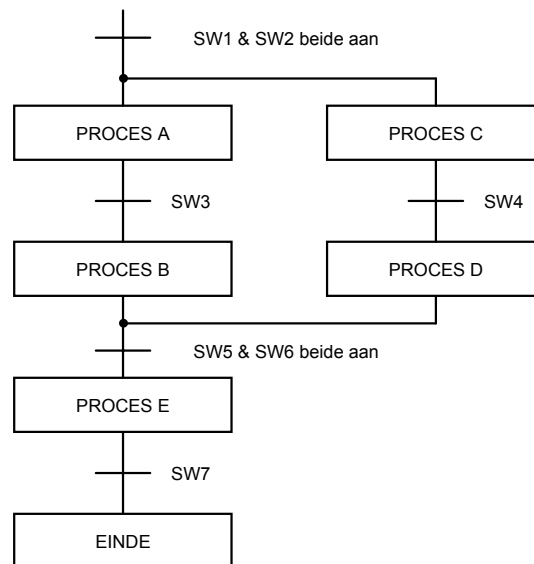 SW1 & SW2 beide aan
PROCES A
PROCES C
SW3
SW4
PROCES B
PROCES D
SW5 & SW6 beide aan
PROCES E
SW7
EINDE